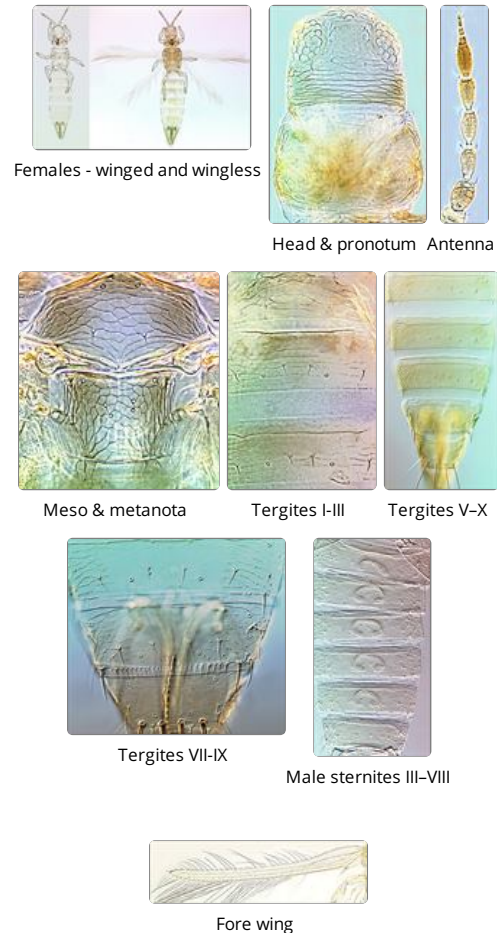 Females - winged and wingless
Head & pronotum
Antenna
Meso & metanota
Tergites I-III
Tergites V–X
Tergites VII-IX
Male sternites III–VIII
Fore wing